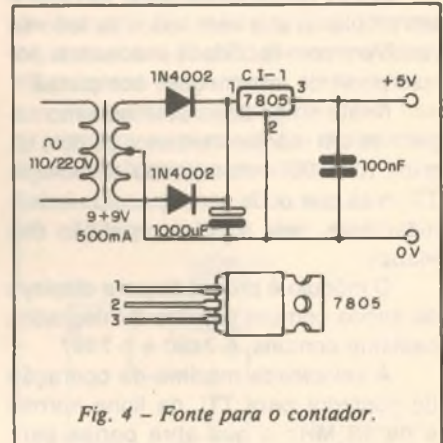 1N4002
CI-1
1
7805
3
+5V
2
110/220V
1N4002
100nF
9+9V
500mA
1000uF
0V
1
2
3
7805
Fig. 4 - Fonte para o contador.